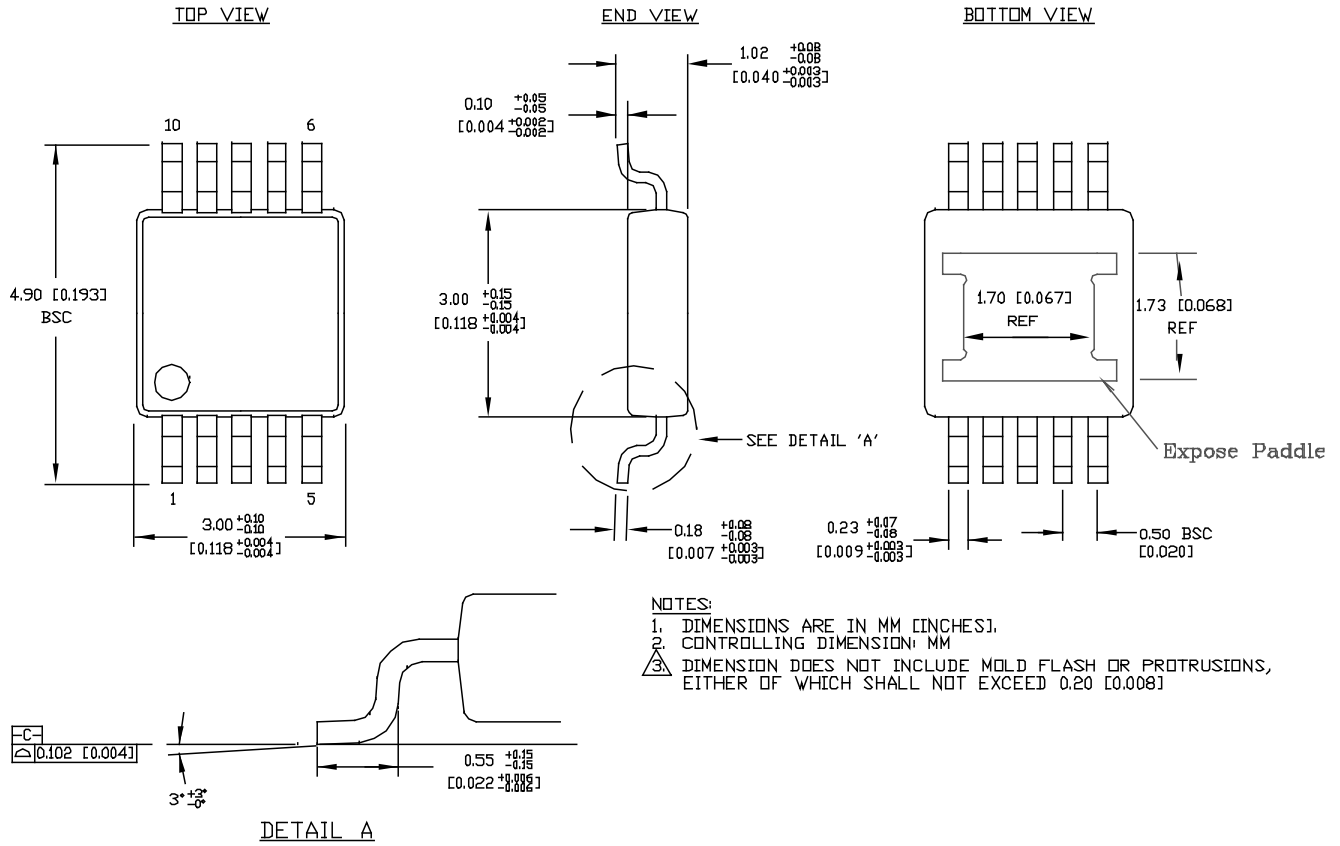 TOP VIEW
END VIEW
BOTTOM VIEW
10
6
4.90 [0.193]
BSC
1
5
3.00 +0.10 -0.10
[0.118 +0.004 -0.004]
1.02 +0.08 -0.08
[0.040 +0.003 -0.003]
0.10 +0.05 -0.05
[0.004 +0.002 -0.002]
3.00 +0.15 -0.15
[0.118 +0.004 -0.004]
SEE DETAIL 'A'
0.18 +0.08 -0.08
[0.007 +0.003 -0.003]
1.70 [0.067]
REF
1.73 [0.068]
REF
Expose Paddle
0.23 +0.07 -0.08
[0.009 +0.003 -0.003]
0.50 BSC
[0.020]
NOTES:
1. DIMENSIONS ARE IN MM [INCHES].
2. CONTROLLING DIMENSION: MM
3. DIMENSION DOES NOT INCLUDE MOLD FLASH OR PROTRUSIONS,
EITHER OF WHICH SHALL NOT EXCEED 0.20 [0.008]
-C-
0.102 [0.004]
3° +3° -0°
0.55 +0.15 -0.15
[0.022 +0.006 -0.006]
DETAIL A